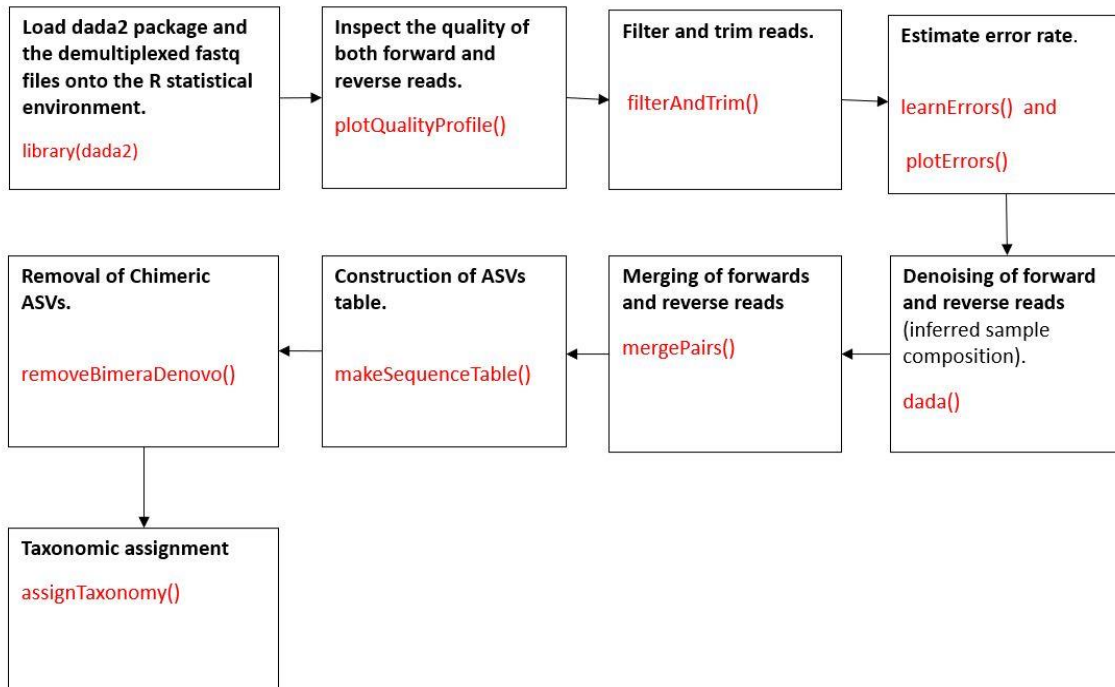 Load dada2 package and
the demultiplexed fastq
files onto the R statistical
environment.
library(dada2)
Inspect the quality of
both forward and
reverse reads.
plotQualityProfile()
Filter and trim reads.
filterAndTrim()
Estimate error rate.
learnErrors() and
plotErrors()
Denoising of forward
and reverse reads
(inferred sample
composition).
dada()
Merging of forwards
and reverse reads
mergePairs()
Construction of ASVs
table.
makeSequenceTable()
Removal of Chimeric
ASVs.
removeBimeraDenovo()
Taxonomic assignment
assignTaxonomy()